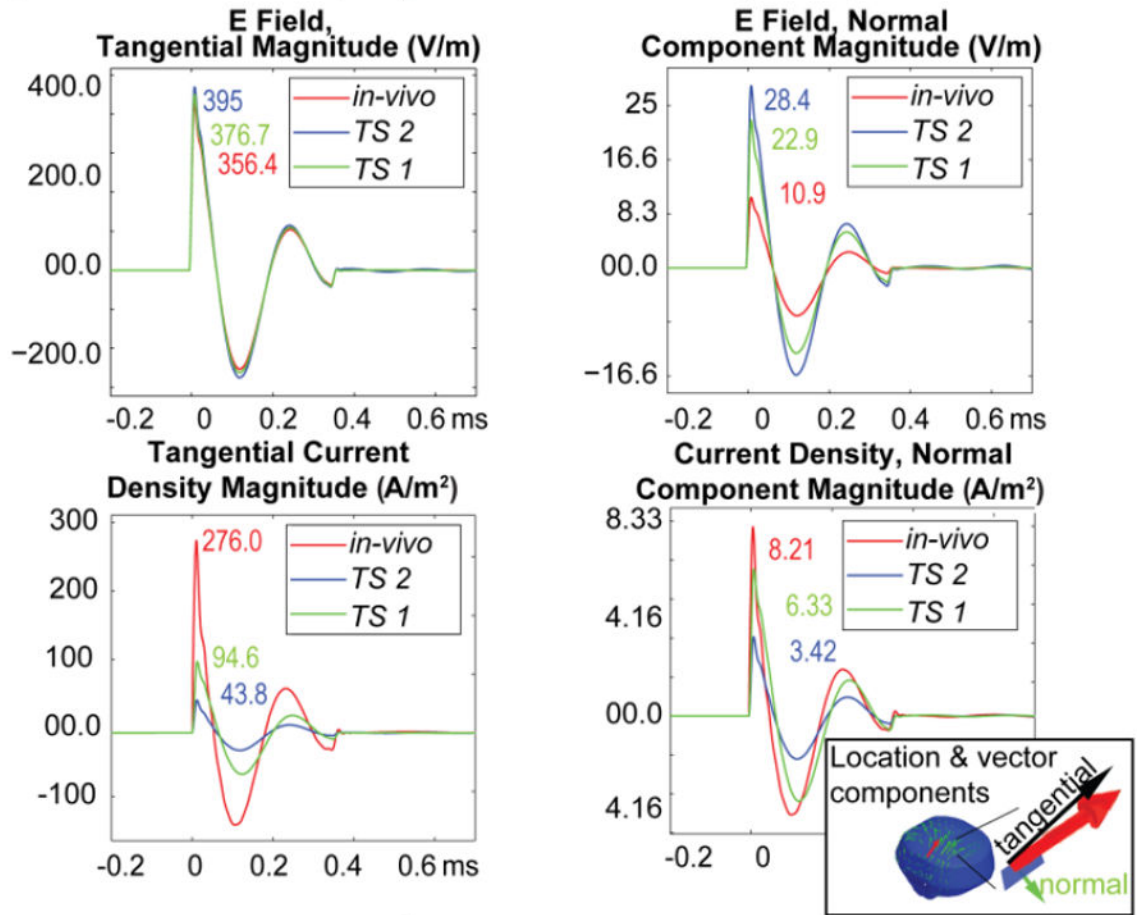 E Field,
Tangential Magnitude (V/m)
400.0
200.0
00.0
−200.0
395
376.7
356.4
in-vivo
TS 2
TS 1
-0.2 0 0.2 0.4 0.6 ms
E Field, Normal
Component Magnitude (V/m)
25
16.6
8.3
00.0
−16.6
28.4
22.9
10.9
in-vivo
TS 2
TS 1
-0.2 0 0.2 0.4 0.6 ms
Tangential Current
Density Magnitude (A/m²)
300
200
100
00.0
-100
276.0
94.6
43.8
in-vivo
TS 2
TS 1
-0.2 0 0.2 0.4 0.6 ms
Current Density, Normal
Component Magnitude (A/m²)
8.33
4.16
00.0
4.16
8.21
6.33
3.42
in-vivo
TS 2
TS 1
-0.2 0
Location & vector
components
tangential
normal